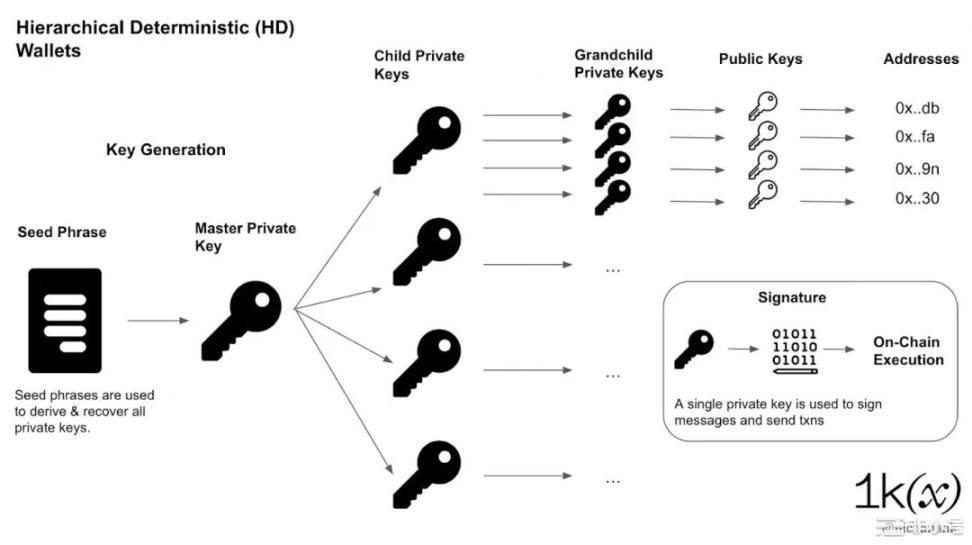 Hierarchical Deterministic (HD)
Wallets
Child Private
Keys
Grandchild
Private Keys
Public Keys
Addresses
Key Generation
0x..db
0x..fa
0x..9n
0x..30
Seed Phrase
Master Private
Key
...
...
...
Seed phrases are used
to derive & recover all
private keys.
Signature
01011
11010
01011
On-Chain
Execution
A single private key is used to sign
messages and send txns
1k(x)
非小号